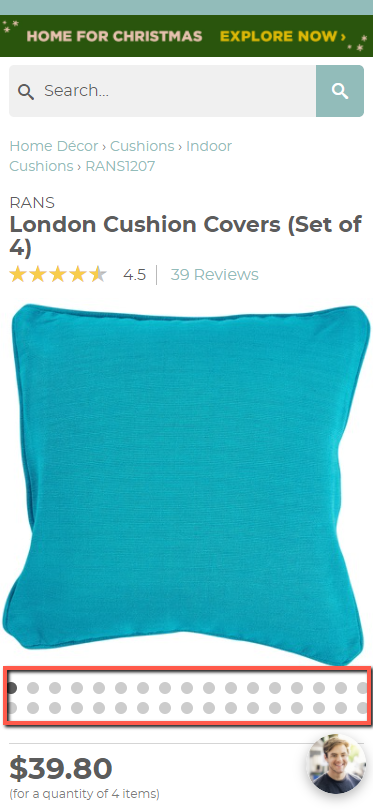 HOME FOR CHRISTMAS EXPLORE NOW ›
Search...
Home Décor › Cushions › Indoor
Cushions › RANS1207
RANS
London Cushion Covers (Set of
4)
4.5 39 Reviews
$39.80
(for a quantity of 4 items)